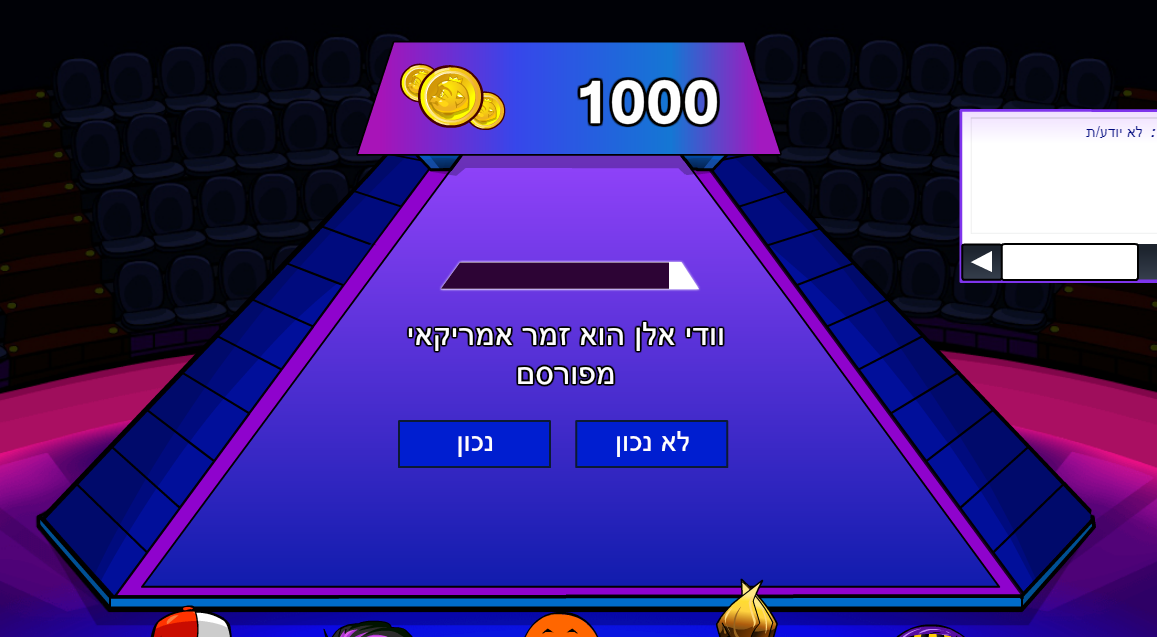 1000
: לא יודע/ת
וודי אלן הוא זמר אמריקאי
מפורסם
לא נכון
נכון